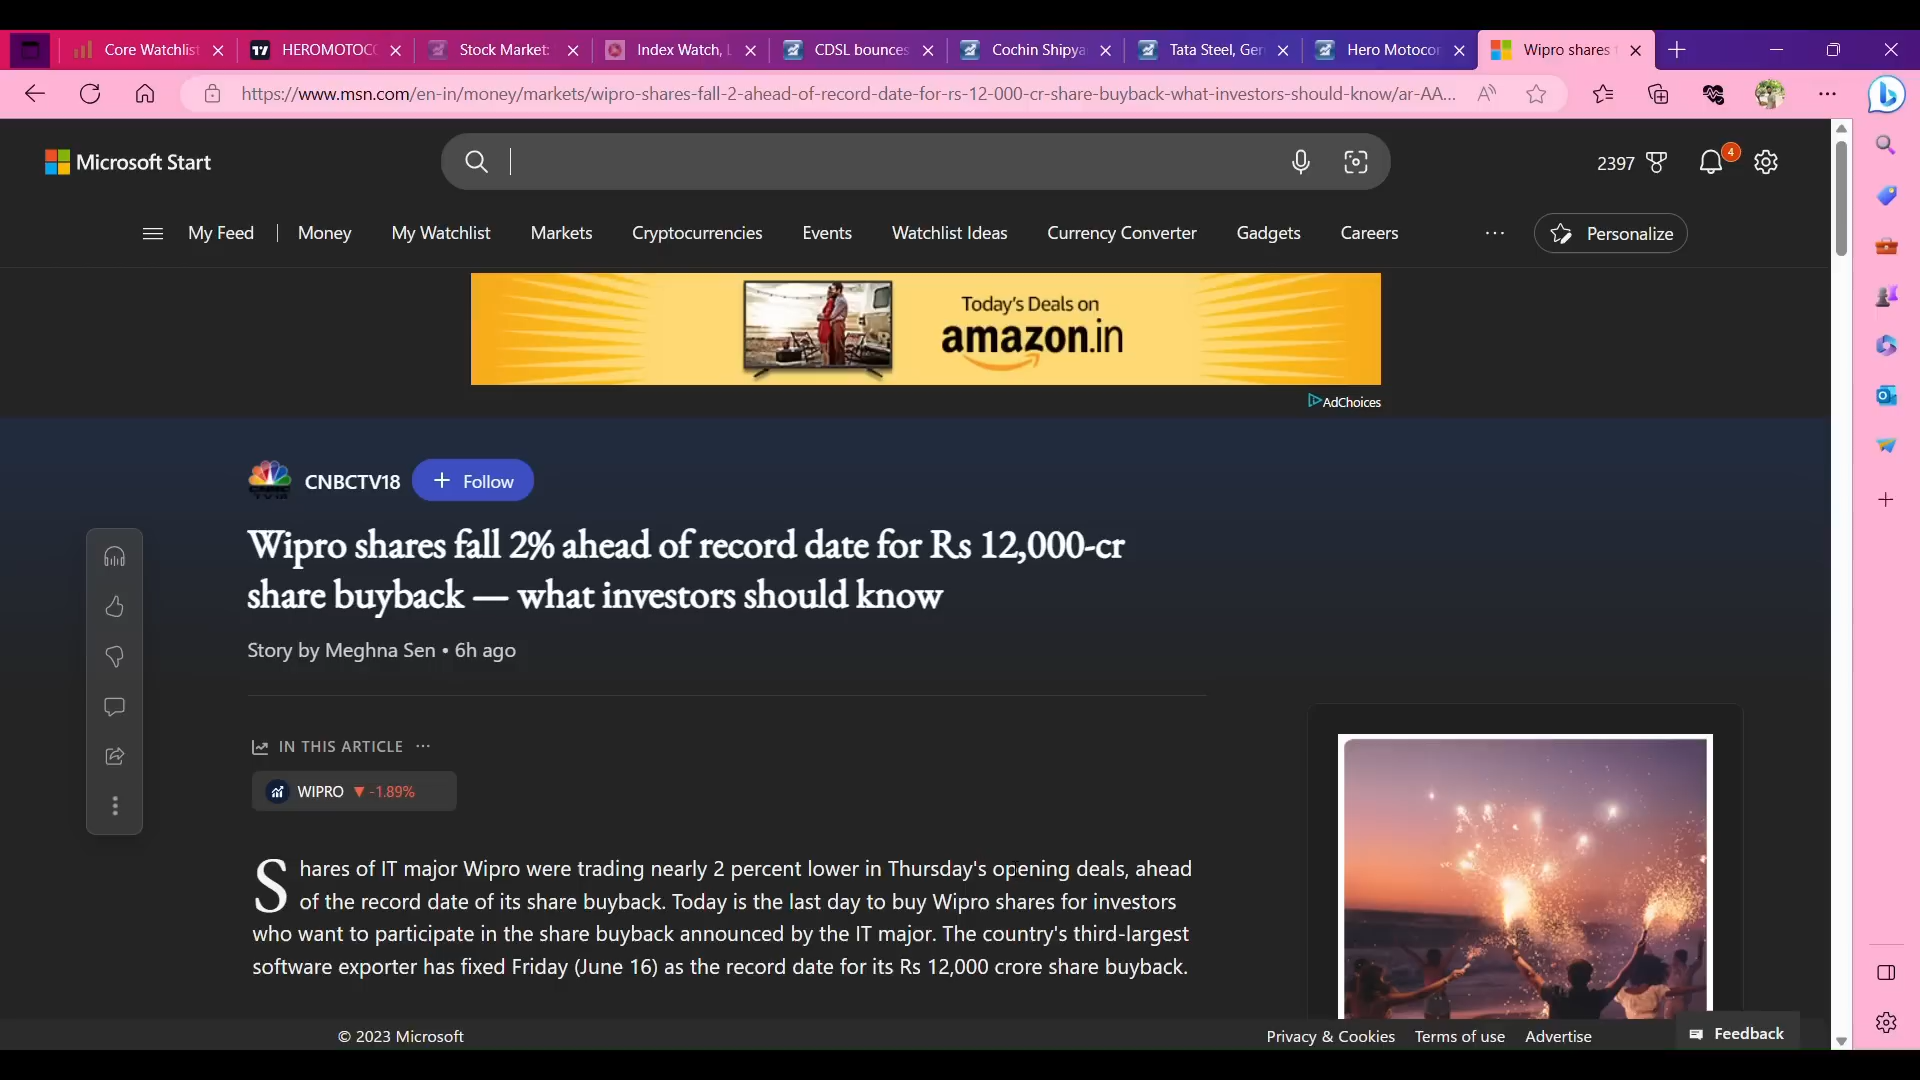 Core Watchlist
HEROMOTOCO
Stock Market:
Index Watch, L
CDSL bounces
Cochin Shipya
Tata Steel, Ger
Hero Motocor
Wipro shares f
https://www.msn.com/en-in/money/markets/wipro-shares-fall-2-ahead-of-record-date-for-rs-12-000-cr-share-buyback-what-investors-should-know/ar-AA...
Microsoft Start
2397
4
My Feed
Money
My Watchlist
Markets
Cryptocurrencies
Events
Watchlist Ideas
Currency Converter
Gadgets
Careers
Personalize
Today's Deals on
amazon.in
AdChoices
CNBCTV18
Follow
Wipro shares fall 2% ahead of record date for Rs 12,000-cr
share buyback — what investors should know
Story by Meghna Sen • 6h ago
IN THIS ARTICLE
WIPRO ▼ -1.89%
Shares of IT major Wipro were trading nearly 2 percent lower in Thursday's opening deals, ahead
of the record date of its share buyback. Today is the last day to buy Wipro shares for investors
who want to participate in the share buyback announced by the IT major. The country's third-largest
software exporter has fixed Friday (June 16) as the record date for its Rs 12,000 crore share buyback.
© 2023 Microsoft
Privacy & Cookies
Terms of use
Advertise
Feedback